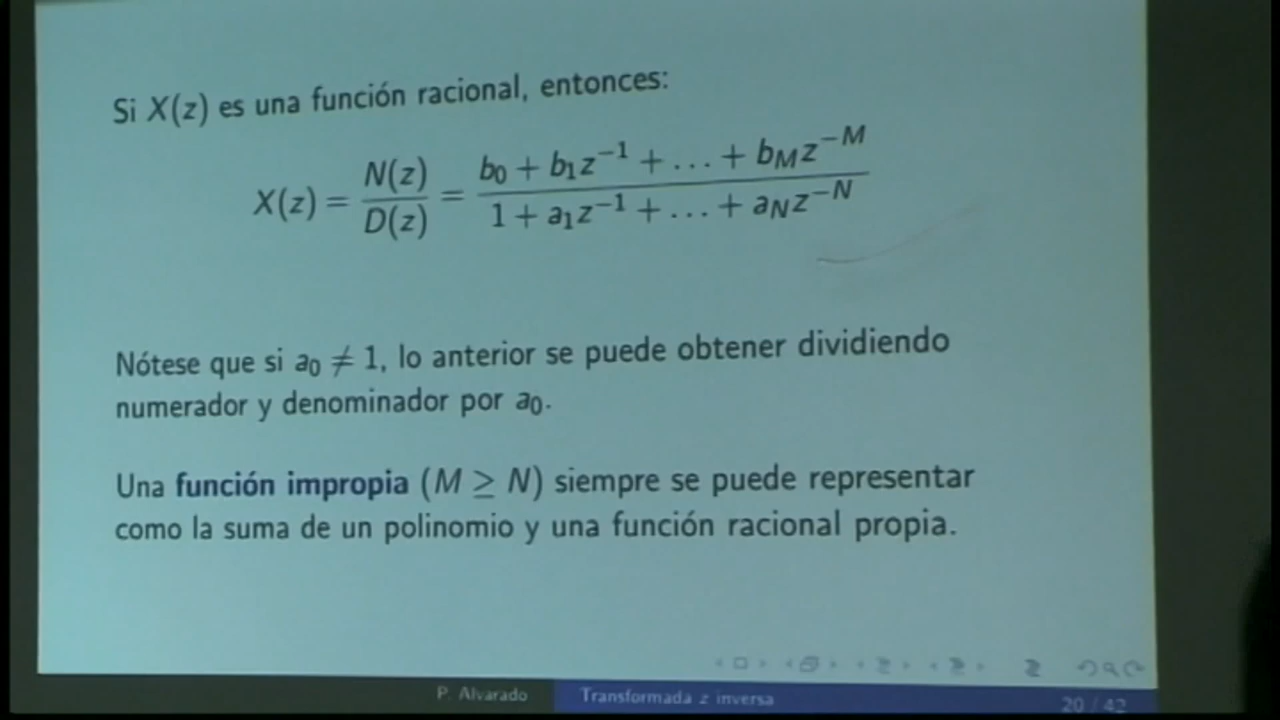 Si X(z) es una función racional, entonces:
X(z) = N(z)/D(z) = (b₀ + b₁z⁻¹ + ... + b_M z^{−M})/(1 + a₁z⁻¹ + ... + a_N z^{−N})
Nótese que si a₀ ≠ 1, lo anterior se puede obtener dividiendo
numerador y denominador por a₀.
Una función impropia (M ≥ N) siempre se puede representar
como la suma de un polinomio y una función racional propia.
P. Alvarado Transformada z inversa 20 / 42